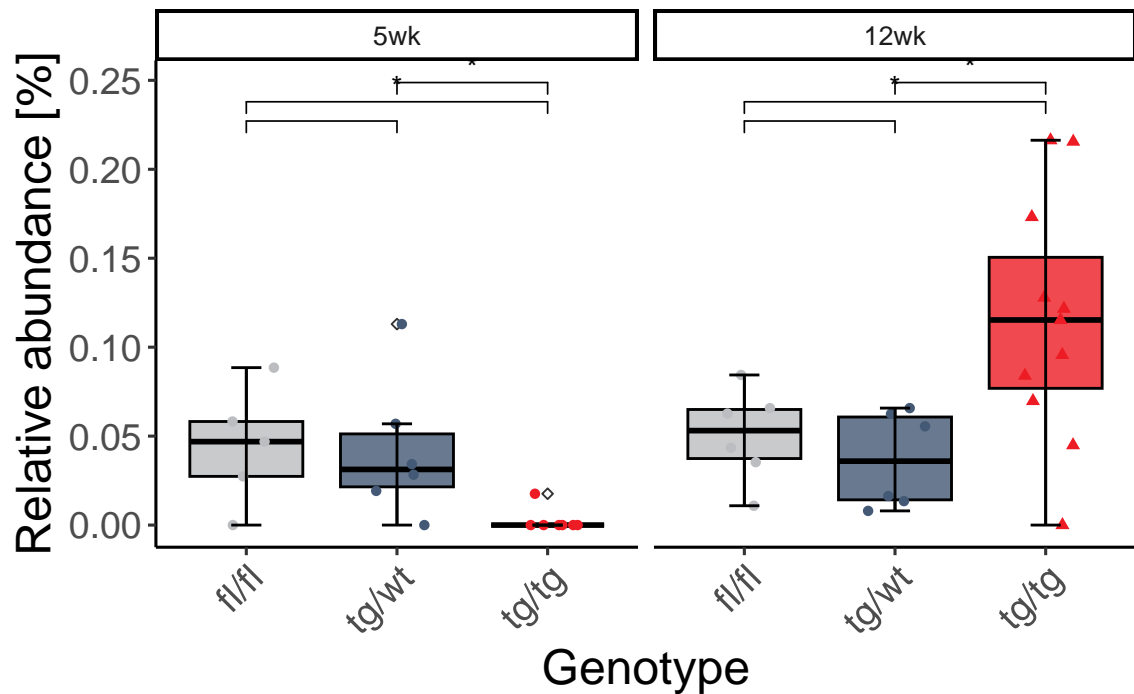 5wk 12wk
* *
* *
Relative abundance [%]
0.25
0.20
0.15
0.10
0.05
0.00
fl/fl tg/wt tg/tg fl/fl tg/wt tg/tg
Genotype